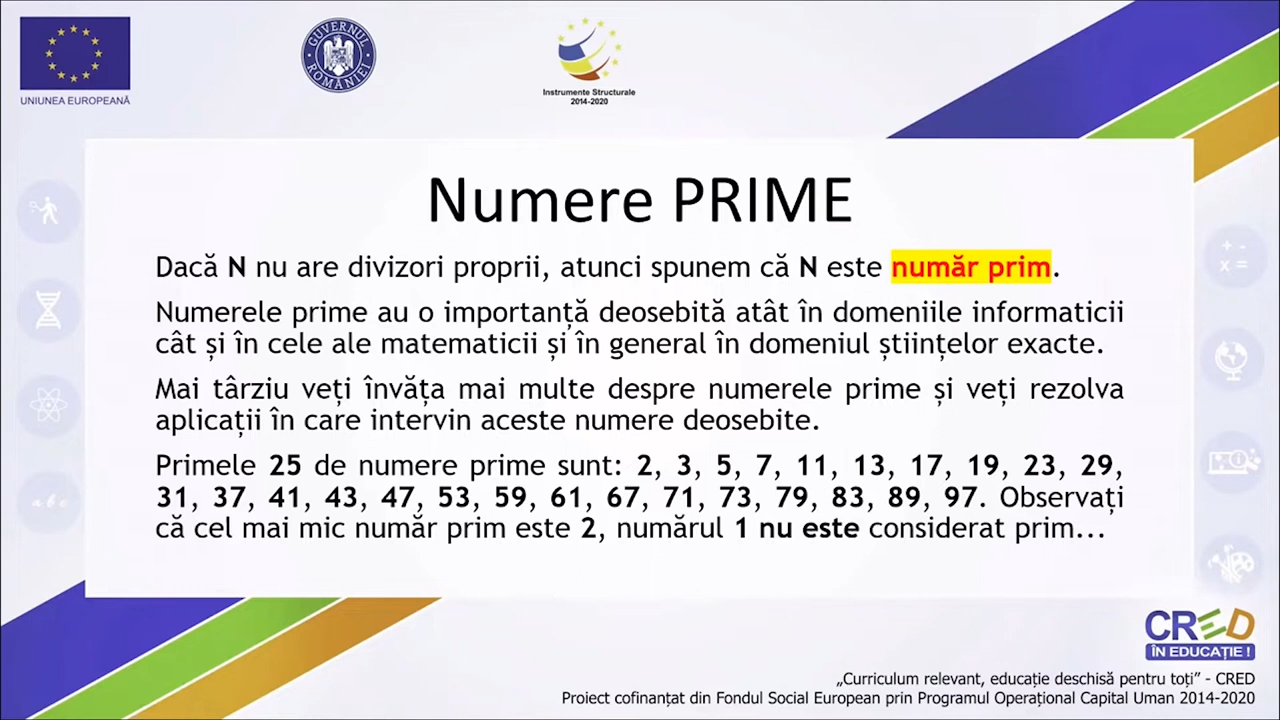 UNIUNEA EUROPEANĂ
GUVERNUL ROMÂNIEI
Instrumente Structurale
2014-2020
Numere PRIME
Dacă N nu are divizori proprii, atunci spunem că N este număr prim.
Numerele prime au o importanță deosebită atât în domeniile informaticii
cât și în cele ale matematicii și în general în domeniul științelor exacte.
Mai târziu veți învăța mai multe despre numerele prime și veți rezolva
aplicații în care intervin aceste numere deosebite.
Primele 25 de numere prime sunt: 2, 3, 5, 7, 11, 13, 17, 19, 23, 29,
31, 37, 41, 43, 47, 53, 59, 61, 67, 71, 73, 79, 83, 89, 97. Observați
că cel mai mic număr prim este 2, numărul 1 nu este considerat prim...
a b c
+ -
x =
CRED
ÎN EDUCAȚIE !
„Curriculum relevant, educație deschisă pentru toți” - CRED
Proiect cofinanțat din Fondul Social European prin Programul Operațional Capital Uman 2014-2020